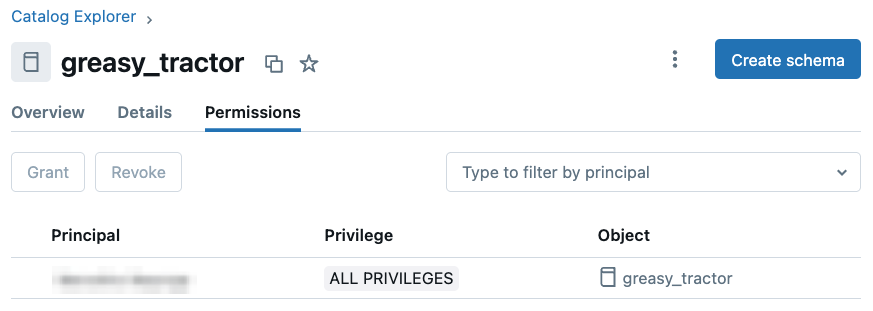 Catalog Explorer ›
greasy_tractor
Create schema
Overview Details Permissions
Grant Revoke Type to filter by principal
Principal Privilege Object
ALL PRIVILEGES greasy_tractor